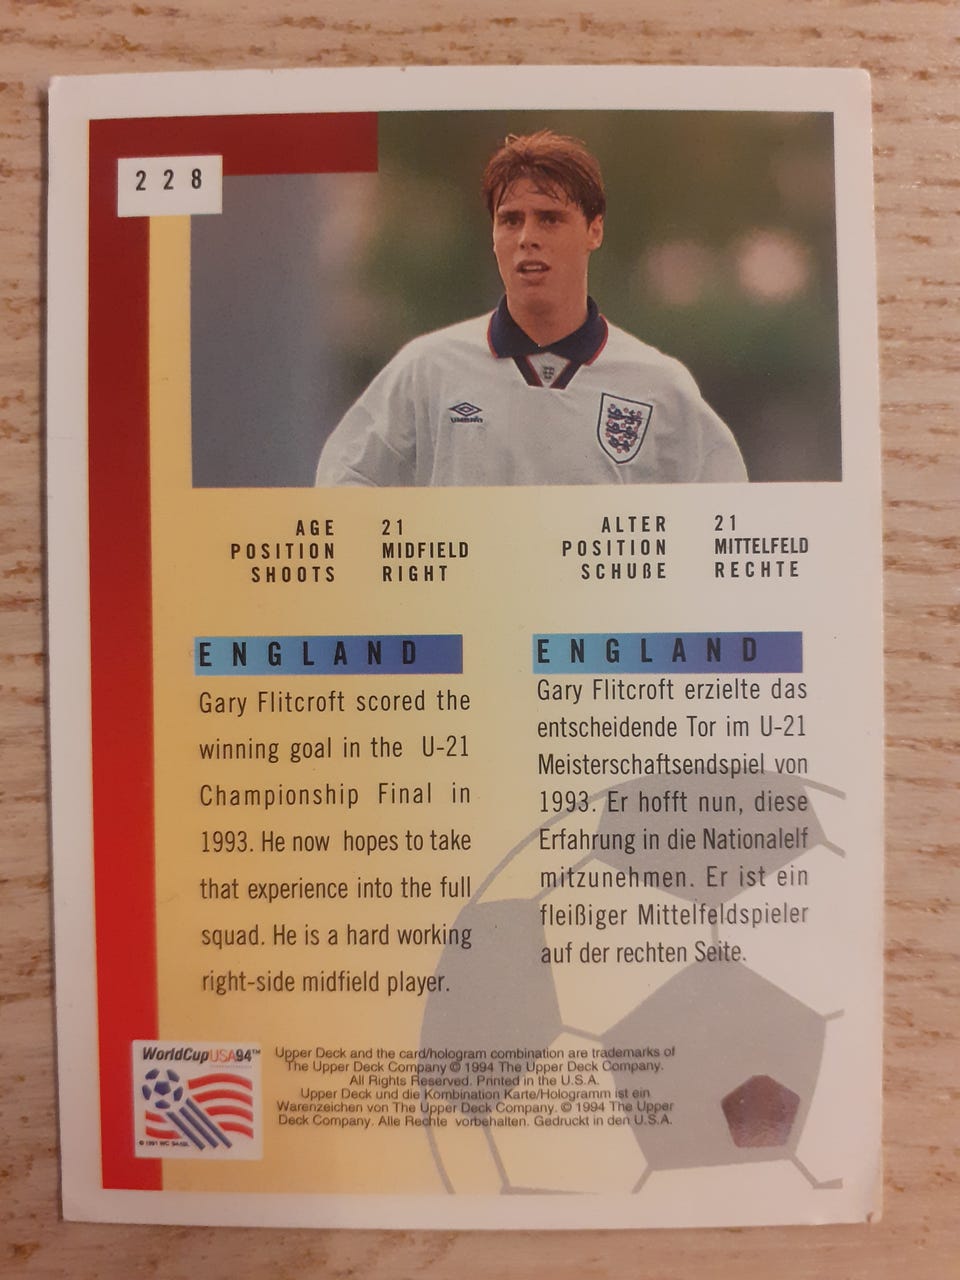 228
UMBRO
AGE 21
POSITION MIDFIELD
SHOOTS RIGHT
ALTER 21
POSITION MITTELFELD
SCHUßE RECHTE
ENGLAND
Gary Flitcroft scored the
winning goal in the U-21
Championship Final in
1993. He now hopes to take
that experience into the full
squad. He is a hard working
right-side midfield player.
ENGLAND
Gary Flitcroft erzielte das
entscheidende Tor im U-21
Meisterschaftsendspiel von
1993. Er hofft nun, diese
Erfahrung in die Nationalelf
mitzunehmen. Er ist ein
fleißiger Mittelfeldspieler
auf der rechten Seite.
WorldCupUSA94™
Upper Deck and the card/hologram combination are trademarks of
The Upper Deck Company © 1994 The Upper Deck Company.
All Rights Reserved. Printed in the U.S.A.
Upper Deck und die Kombination Karte/Hologramm ist ein
Warenzeichen von The Upper Deck Company. © 1994 The Upper
Deck Company. Alle Rechte vorbehalten. Gedruckt in den U.S.A.